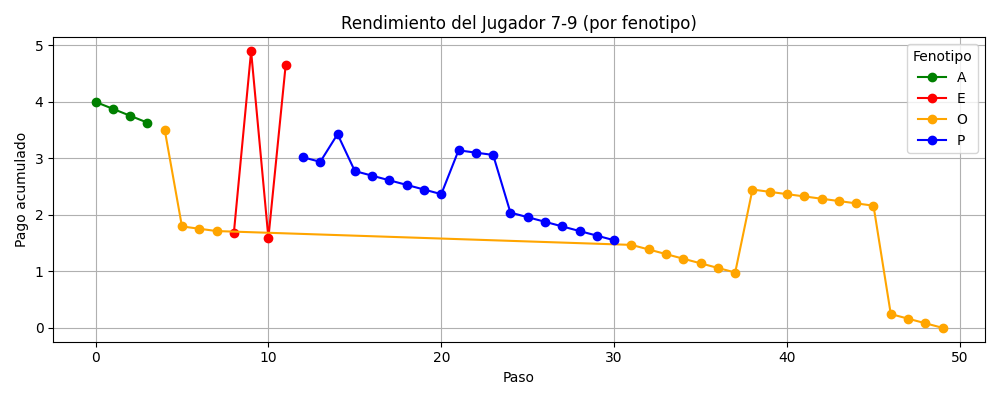 Rendimiento del Jugador 7-9 (por fenotipo)
Pago acumulado
5
4
3
2
1
0
Fenotipo
A
E
O
P
0 10 20 30 40 50
Paso